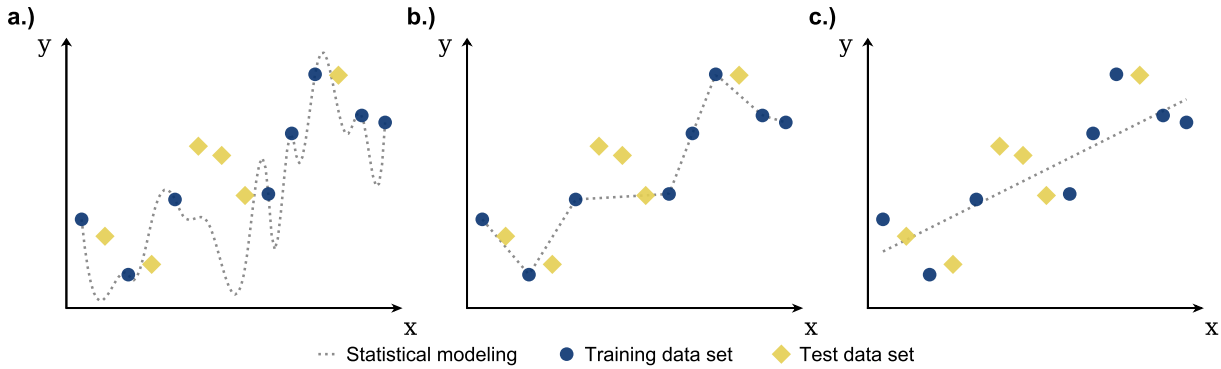 a.) b.) c.)
y y y
x x x
Statistical modeling Training data set Test data set